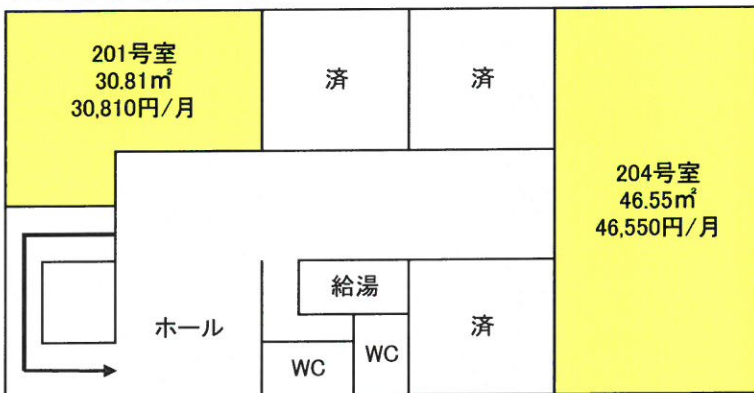 201号室
30.81㎡
30,810円/月
済
済
204号室
46.55㎡
46,550円/月
給湯
ホール
済
WC
WC